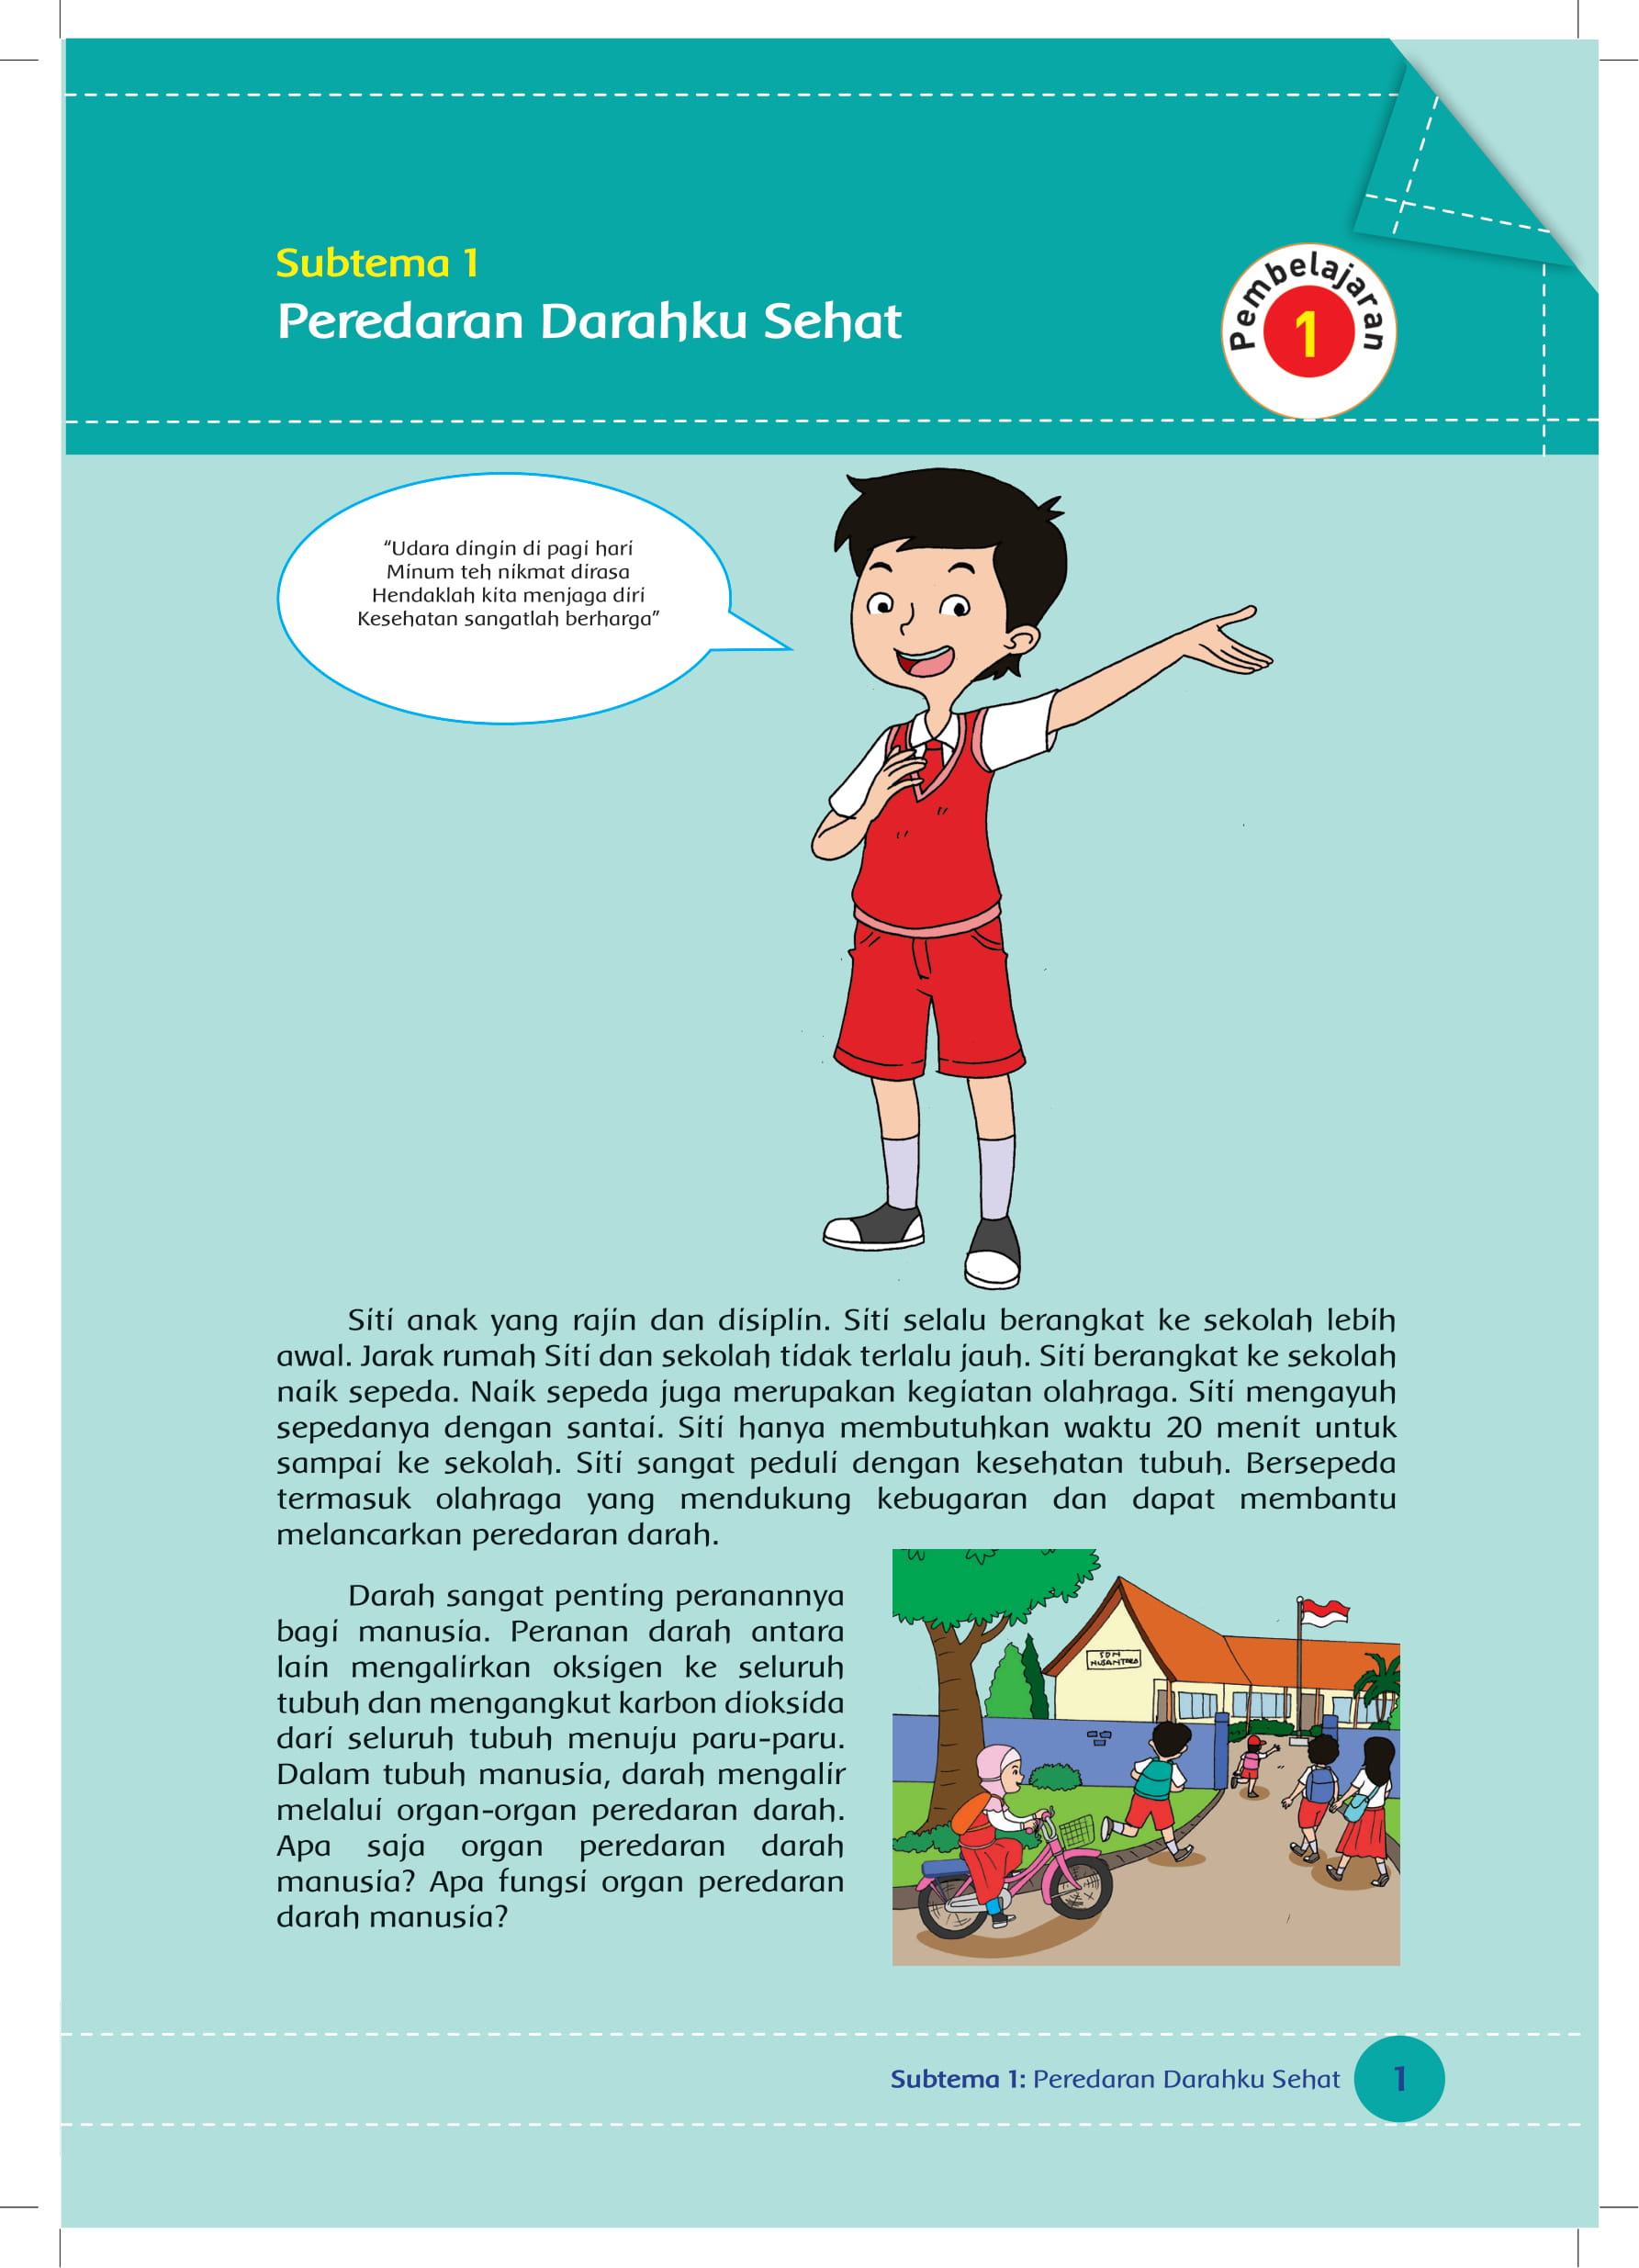 Subtema 1
Peredaran Darahku Sehat
Pembelajaran
1
“Udara dingin di pagi hari
Minum teh nikmat dirasa
Hendaklah kita menjaga diri
Kesehatan sangatlah berharga”
Siti anak yang rajin dan disiplin. Siti selalu berangkat ke sekolah lebih
awal. Jarak rumah Siti dan sekolah tidak terlalu jauh. Siti berangkat ke sekolah
naik sepeda. Naik sepeda juga merupakan kegiatan olahraga. Siti mengayuh
sepedanya dengan santai. Siti hanya membutuhkan waktu 20 menit untuk
sampai ke sekolah. Siti sangat peduli dengan kesehatan tubuh. Bersepeda
termasuk olahraga yang mendukung kebugaran dan dapat membantu
melancarkan peredaran darah.
Darah sangat penting peranannya
bagi manusia. Peranan darah antara
lain mengalirkan oksigen ke seluruh
tubuh dan mengangkut karbon dioksida
dari seluruh tubuh menuju paru-paru.
Dalam tubuh manusia, darah mengalir
melalui organ-organ peredaran darah.
Apa saja organ peredaran darah
manusia? Apa fungsi organ peredaran
darah manusia?
SDN
NUSANTARA
Subtema 1: Peredaran Darahku Sehat
1